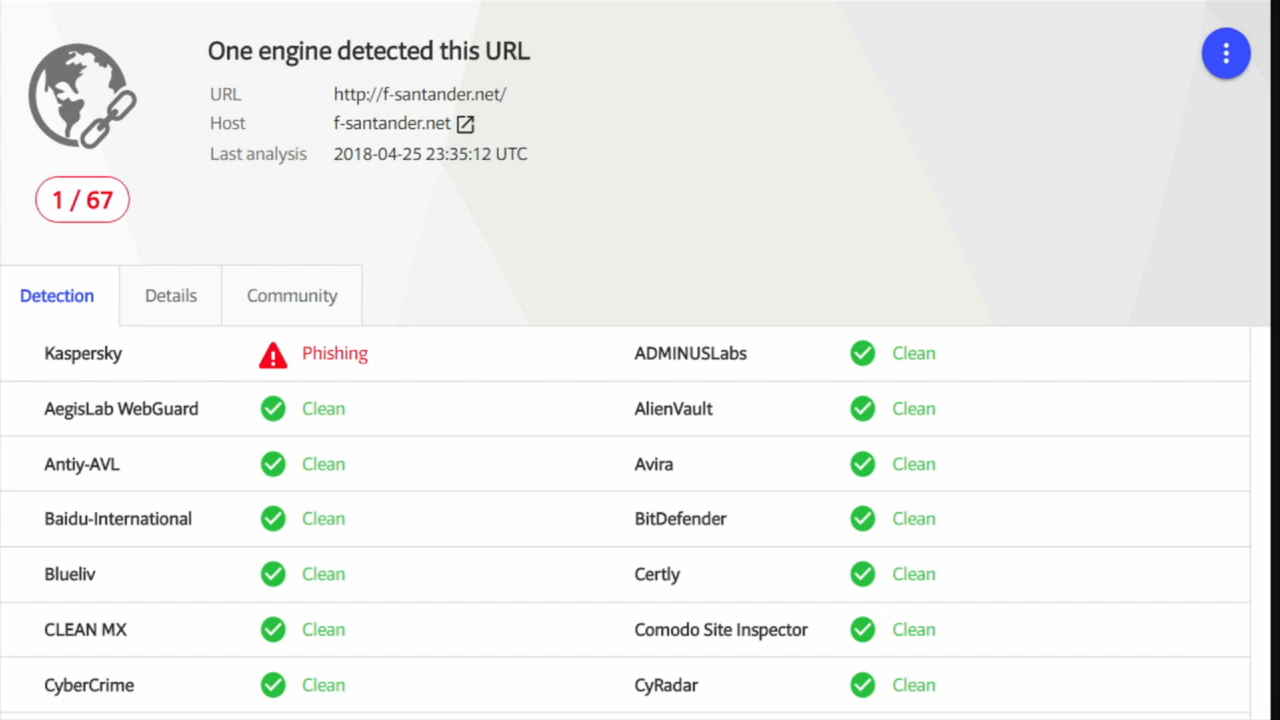 One engine detected this URL
URL http://f-santander.net/
Host f-santander.net
Last analysis 2018-04-25 23:35:12 UTC
1 / 67
Detection Details Community
Kaspersky Phishing ADMINUSLabs Clean
AegisLab WebGuard Clean AlienVault Clean
Antiy-AVL Clean Avira Clean
Baidu-International Clean BitDefender Clean
Blueliv Clean Certly Clean
CLEAN MX Clean Comodo Site Inspector Clean
CyberCrime Clean CyRadar Clean